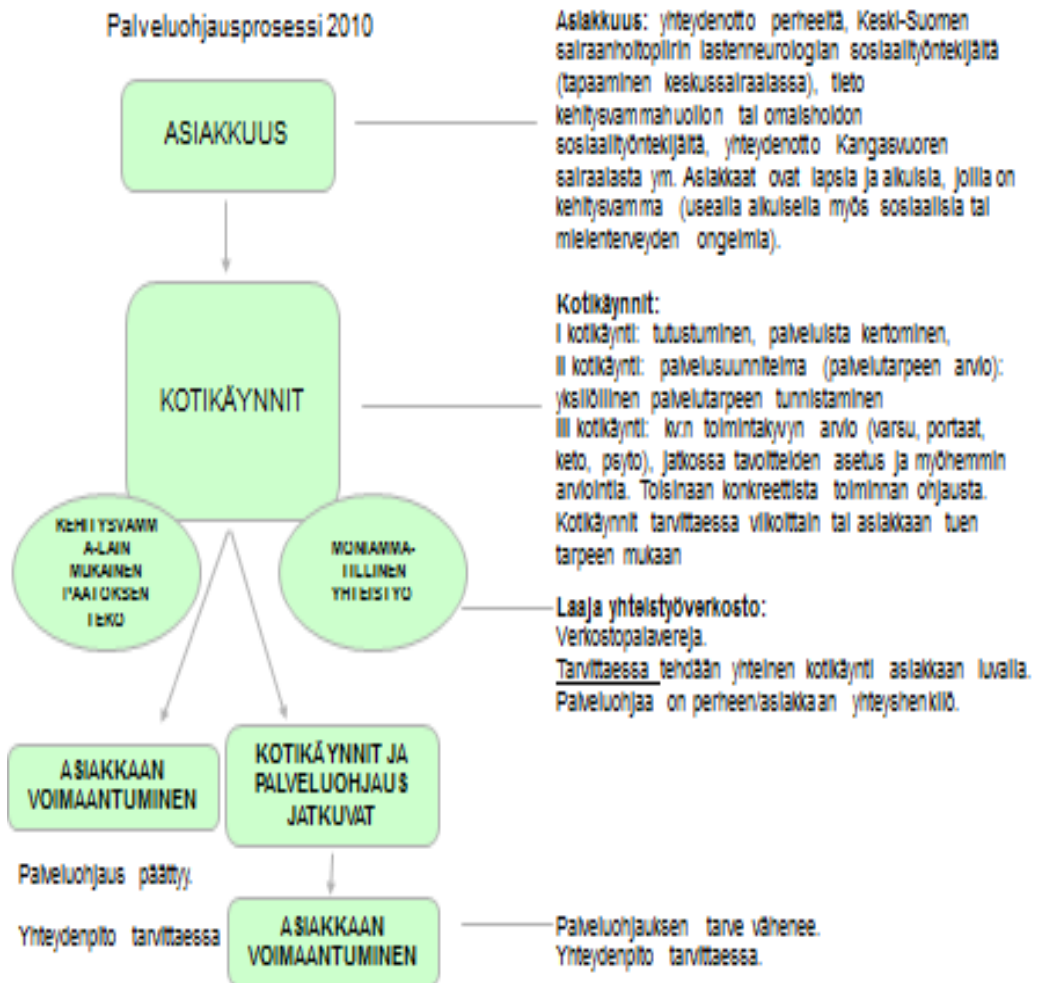 Palveluohjausprosessi 2010
ASIAKKUUS
Asiakkuus: yhteydenotto perheeltä, Keski-Suomen
sairaanhoitopiirin lastenneurologian sosiaalityöntekijältä
(tapaaminen keskussairaalassa), tieto
kehitysvammahuollon tai omaishoidon
sosiaalityöntekijältä, yhteydenotto Kangasvuoren
sairaalasta ym. Asiakkaat ovat lapsia ja aikuisia, joilla on
kehitysvamma (usealla aikuisella myös sosiaalisia tai
mielenterveyden ongelmia).
KOTIKÄYNNIT
Kotikäynnit:
I kotikäynti: tutustuminen, palveluista kertominen,
II kotikäynti: palvelusuunnitelma (palvelutarpeen arvio):
yksilöllinen palvelutarpeen tunnistaminen
III kotikäynti: kv:n toimintakyvyn arvio (varsu, portaat,
keto, psyto), jatkossa tavoitteiden asetus ja myöhemmin
arviointia. Toisinaan konkreettista toiminnan ohjausta.
Kotikäynnit tarvittaessa viikoittain tai asiakkaan tuen
tarpeen mukaan
KEHITYSVAMM
A-LAIN
MUKAINEN
PÄÄTÖKSEN
TEKO
MONIAMMA-
TILLINEN
YHTEISTYÖ
Laaja yhteistyöverkosto:
Verkostopalavereja.
Tarvittaessa tehdään yhteinen kotikäynti asiakkaan luvalla.
Palveluohjaa on perheen/asiakkaan yhteyshenkilö.
ASIAKKAAN
VOIMAANTUMINEN
KOTIKÄYNNIT JA
PALVELUOHJAUS
JATKUVAT
Palveluohjaus päättyy.
Yhteydenpito tarvittaessa
ASIAKKAAN
VOIMAANTUMINEN
Palveluohjauksen tarve vähenee.
Yhteydenpito tarvittaessa.